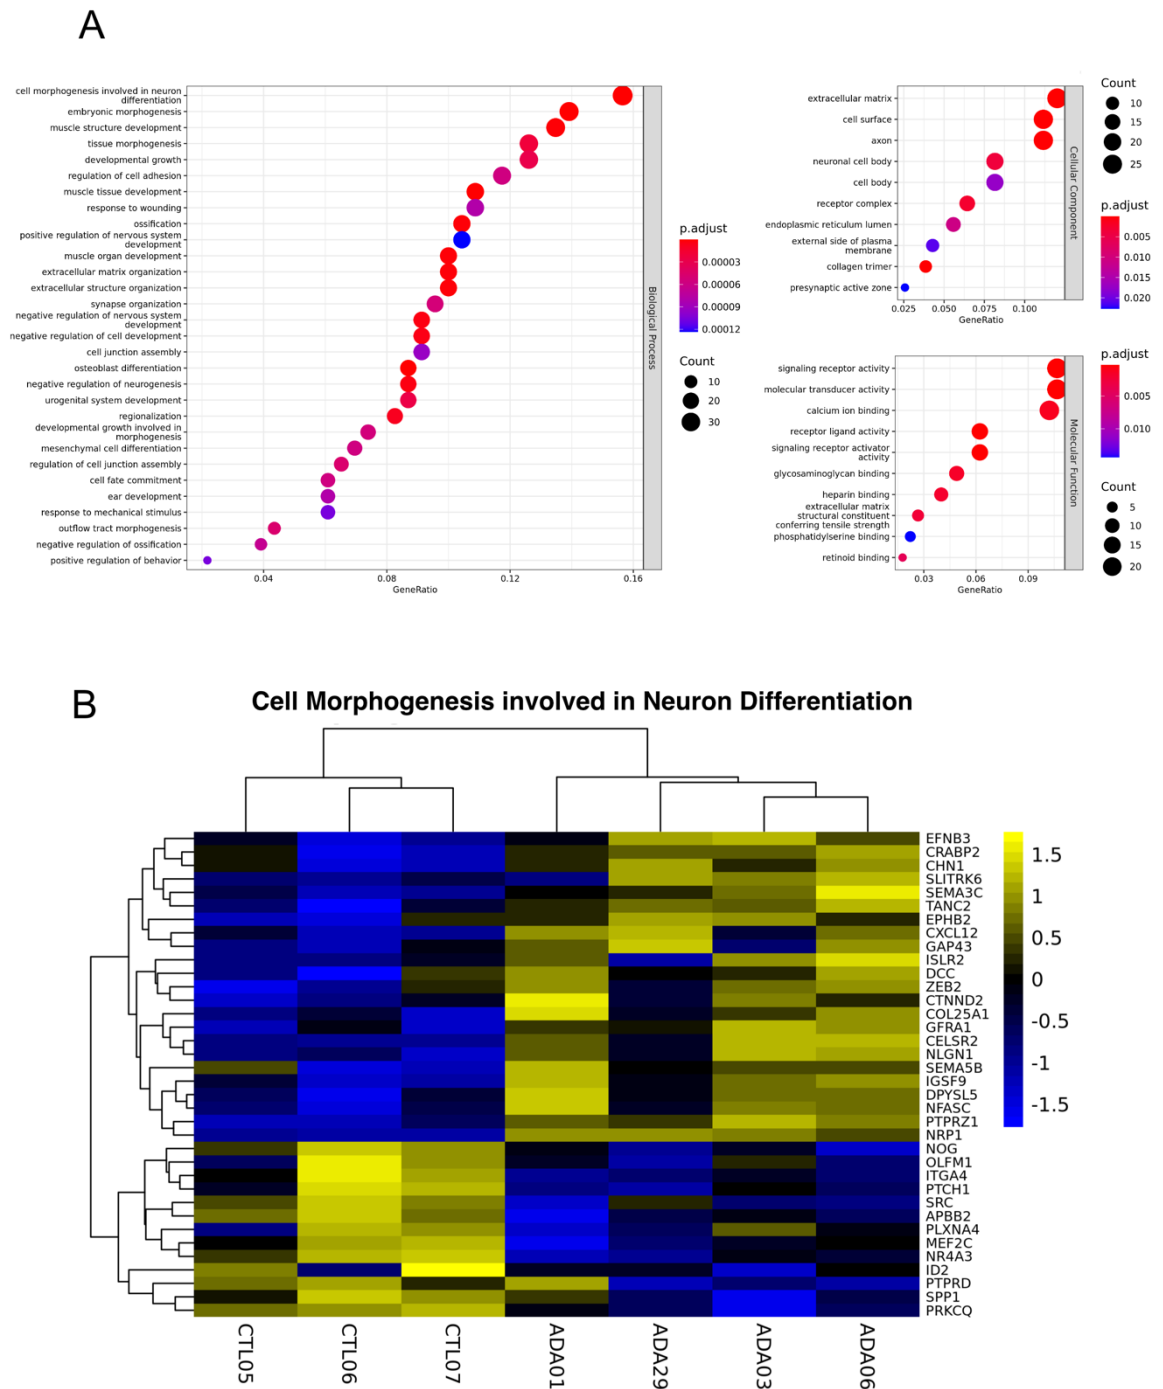 A
cell morphogenesis involved in neuron
differentiation
embryonic morphogenesis
muscle structure development
tissue morphogenesis
developmental growth
regulation of cell adhesion
muscle tissue development
response to wounding
ossification
positive regulation of nervous system
development
muscle organ development
extracellular matrix organization
extracellular structure organization
synapse organization
negative regulation of nervous system
development
negative regulation of cell development
cell junction assembly
osteoblast differentiation
negative regulation of neurogenesis
urogenital system development
regionalization
developmental growth involved in
morphogenesis
mesenchymal cell differentiation
regulation of cell junction assembly
cell fate commitment
ear development
response to mechanical stimulus
outflow tract morphogenesis
negative regulation of ossification
positive regulation of behavior
0.04 0.08 0.12 0.16
GeneRatio
Biological Process
p.adjust
0.00003
0.00006
0.00009
0.00012
Count
10
20
30
extracellular matrix
cell surface
axon
neuronal cell body
cell body
receptor complex
endoplasmic reticulum lumen
external side of plasma
membrane
collagen trimer
presynaptic active zone
0.025 0.050 0.075 0.100
GeneRatio
Cellular Component
Count
10
15
20
25
p.adjust
0.005
0.010
0.015
0.020
signaling receptor activity
molecular transducer activity
calcium ion binding
receptor ligand activity
signaling receptor activator
activity
glycosaminoglycan binding
heparin binding
extracellular matrix
structural constituent
conferring tensile strength
phosphatidylserine binding
retinoid binding
0.03 0.06 0.09
GeneRatio
Molecular Function
p.adjust
0.005
0.010
Count
5
10
15
20
B
Cell Morphogenesis involved in Neuron Differentiation
EFNB3
CRABP2
CHN1
SLITRK6
SEMA3C
TANC2
EPHB2
CXCL12
GAP43
ISLR2
DCC
ZEB2
CTNND2
COL25A1
GFRA1
CELSR2
NLGN1
SEMA5B
IGSF9
DPYSL5
NFASC
PTPRZ1
NRP1
NOG
OLFM1
ITGA4
PTCH1
SRC
APBB2
PLXNA4
MEF2C
NR4A3
ID2
PTPRD
SPP1
PRKCQ
1.5
1
0.5
0
-0.5
-1
-1.5
CTL05
CTL06
CTL07
ADA01
ADA29
ADA03
ADA06